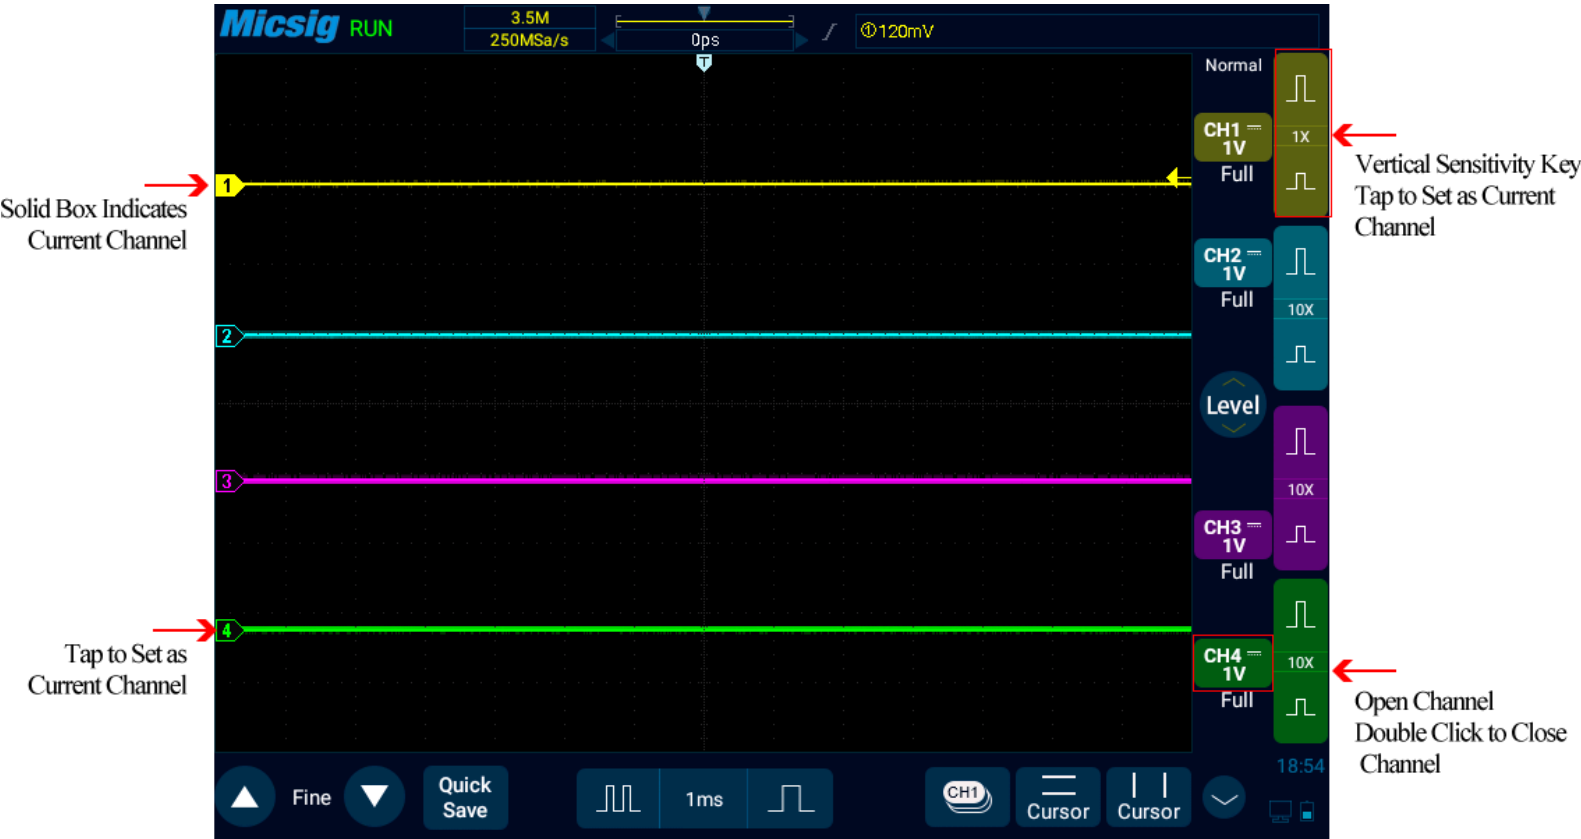 Micsig RUN
3.5M
250MSa/s
0ps
T
①120mV
Normal
CH1
1V
Full
1X
Vertical Sensitivity Key
Tap to Set as Current
Channel
1
Solid Box Indicates
Current Channel
CH2
1V
Full
10X
2
Level
3
10X
CH3
1V
Full
4
Tap to Set as
Current Channel
CH4
1V
Full
10X
Open Channel
Double Click to Close
Channel
18:54
Fine
Quick
Save
1ms
CH1
Cursor
Cursor